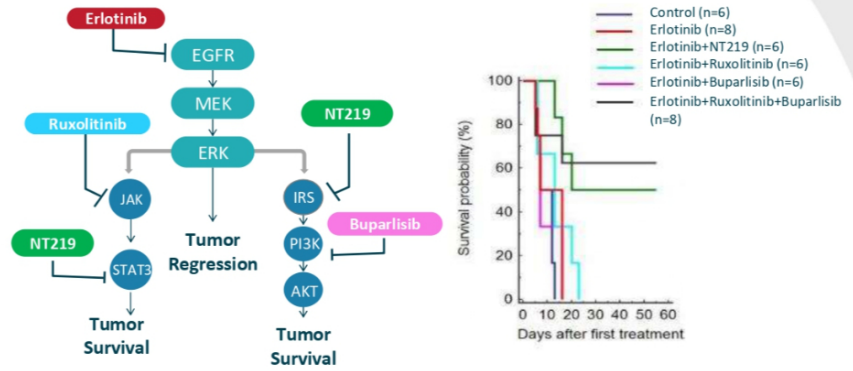 Erlotinib
EGFR
MEK
NT219
Ruxolitinib
ERK
JAK
IRS
Buparlisib
NT219
Tumor
Regression
PI3K
STAT3
AKT
Tumor
Survival
Tumor
Survival
Control (n=6)
Erlotinib (n=8)
Erlotinib+NT219 (n=6)
Erlotinib+Ruxolitinib (n=6)
Erlotinib+Buparlisib (n=6)
Erlotinib+Ruxolitinib+Buparlisib
(n=8)
Survival probability (%)
100
80
60
40
20
0
0 10 20 30 40 50 60
Days after first treatment